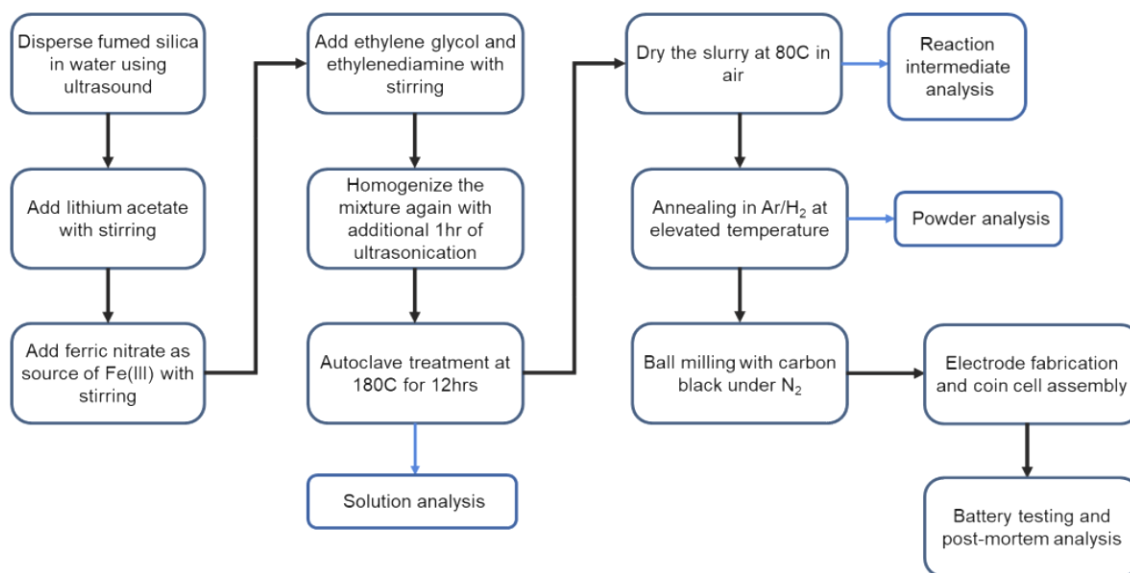 Disperse fumed silica
in water using
ultrasound
Add lithium acetate
with stirring
Add ferric nitrate as
source of Fe(III) with
stirring
Add ethylene glycol and
ethylenediamine with
stirring
Homogenize the
mixture again with
additional 1hr of
ultrasonication
Autoclave treatment at
180C for 12hrs
Solution analysis
Dry the slurry at 80C in
air
Reaction
intermediate
analysis
Annealing in Ar/H₂ at
elevated temperature
Powder analysis
Ball milling with carbon
black under N₂
Electrode fabrication
and coin cell assembly
Battery testing and
post-mortem analysis